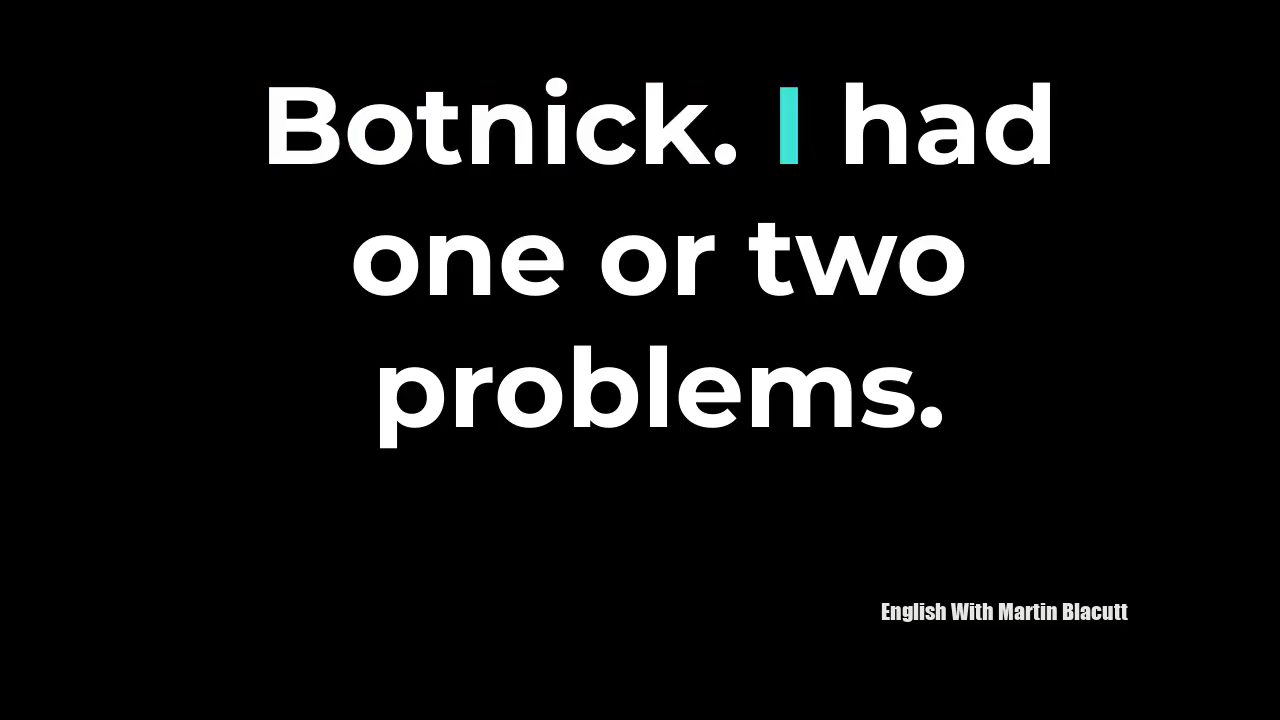 Botnick. I had
one or two
problems.
English With Martin Blacutt